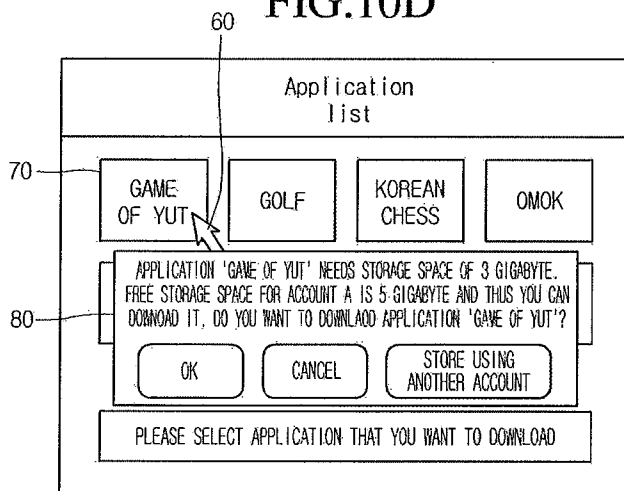 FIG.10D
60
Application
list
70
GAME
OF YUT
GOLF
KOREAN
CHESS
OMOK
APPLICATION 'GAME OF YUT' NEEDS STORAGE SPACE OF 3 GIGABYTE.
FREE STORAGE SPACE FOR ACCOUNT A IS 5 GIGABYTE AND THUS YOU CAN
80
DOWNOAD IT, DO YOU WANT TO DOWNLAOD APPLICATION 'GAME OF YUT'?
OK
CANCEL
STORE USING
ANOTHER ACCOUNT
PLEASE SELECT APPLICATION THAT YOU WANT TO DOWNLOAD